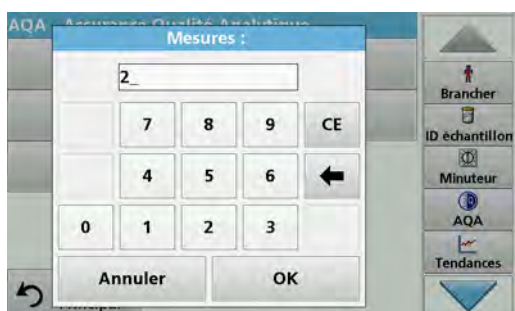 AQA
Mesures :
2_
7 8 9 CE
4 5 6
0 1 2 3
Annuler OK
Brancher
ID échantillon
Minuteur
AQA
Tendances